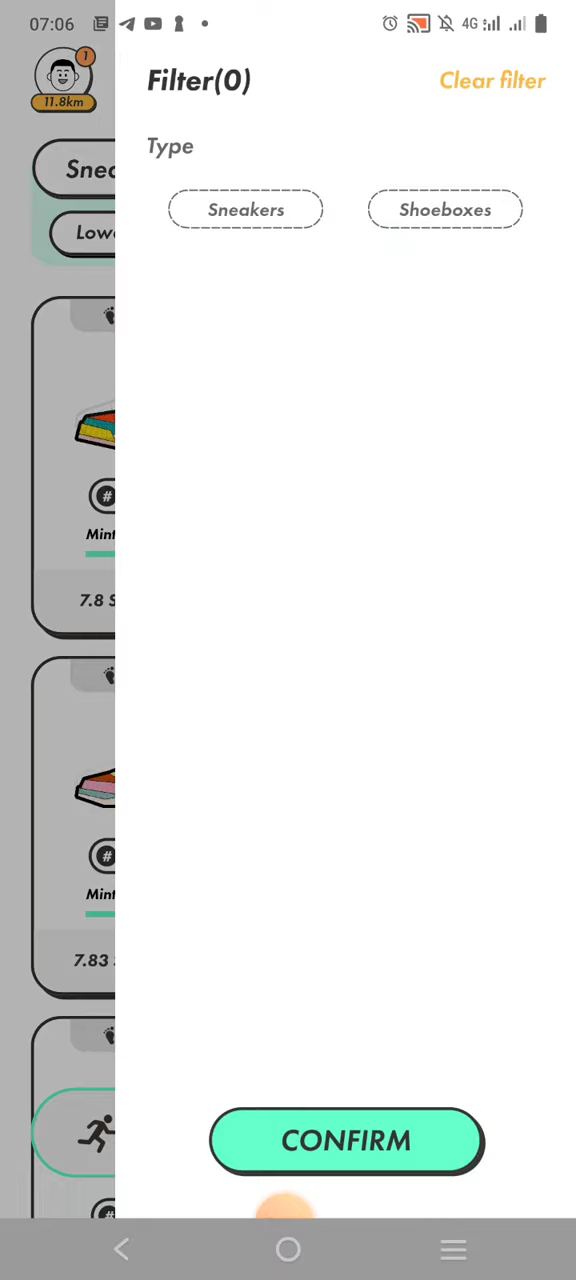 07:06
4G
1
11.8km
Filter(0)
Clear filter
Type
Sneakers
Shoeboxes
Snea
Lowe
#
Mint
7.8 S
#
Mint
7.83
#
CONFIRM